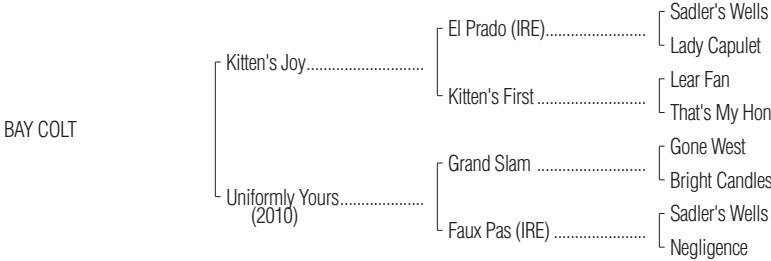 Sadler's Wells
El Prado (IRE)
Lady Capulet
Kitten's Joy
Lear Fan
Kitten's First
That's My Hon
BAY COLT
Gone West
Grand Slam
Bright Candles
Uniformly Yours
(2010)
Sadler's Wells
Faux Pas (IRE)
Negligence